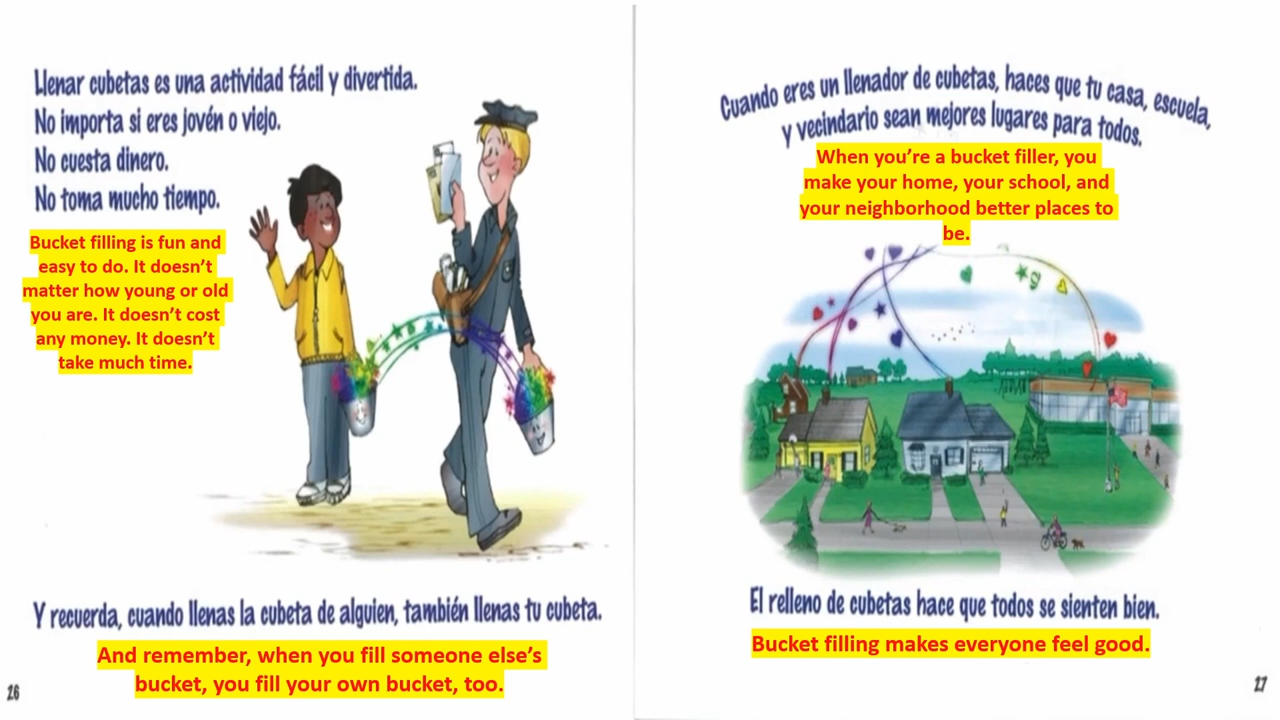 Llenar cubetas es una actividad fácil y divertida.
No importa si eres jovén o viejo.
No cuesta dinero.
No toma mucho tiempo.
Bucket filling is fun and
easy to do. It doesn’t
matter how young or old
you are. It doesn’t cost
any money. It doesn’t
take much time.
Y recuerda, cuando llenas la cubeta de alguien, también llenas tu cubeta.
And remember, when you fill someone else’s
bucket, you fill your own bucket, too.
26
Cuando eres un llenador de cubetas, haces que tu casa, escuela,
y vecindario sean mejores lugares para todos.
When you’re a bucket filler, you
make your home, your school, and
your neighborhood better places to
be.
El relleno de cubetas hace que todos se sienten bien.
Bucket filling makes everyone feel good.
27